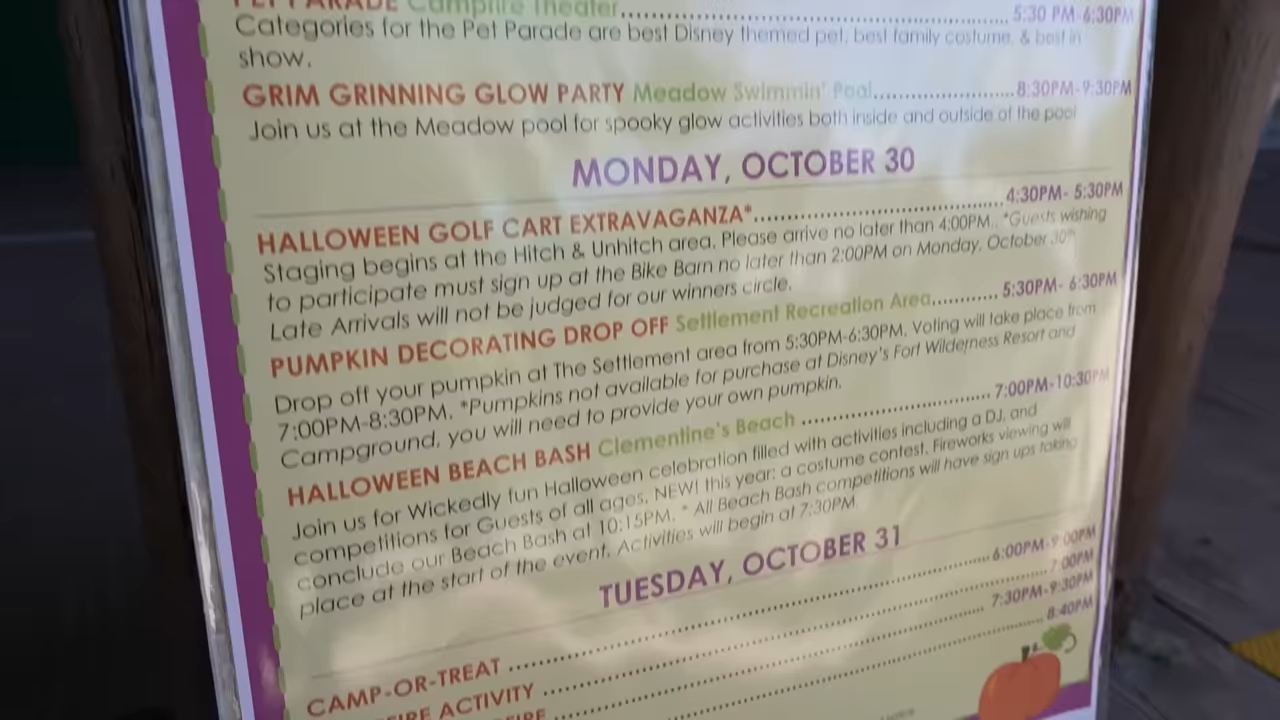 PET PARADE Campfire Theater 5:30 PM-6:30PM
Categories for the Pet Parade are best Disney themed pet, best family costume, & best in
show.
GRIM GRINNING GLOW PARTY Meadow Swimmin' Pool 8:30PM-9:30PM
Join us at the Meadow pool for spooky glow activities both inside and outside of the pool
MONDAY, OCTOBER 30
HALLOWEEN GOLF CART EXTRAVAGANZA* 4:30PM- 5:30PM
Staging begins at the Hitch & Unhitch area. Please arrive no later than 4:00PM. *Guests wishing
to participate must sign up at the Bike Barn no later than 2:00PM on Monday, October 30th
Late Arrivals will not be judged for our winners circle.
PUMPKIN DECORATING DROP OFF Settlement Recreation Area 5:30PM- 6:30PM
Drop off your pumpkin at The Settlement area from 5:30PM-6:30PM. Voting will take place from
7:00PM-8:30PM. *Pumpkins not available for purchase at Disney's Fort Wilderness Resort and
Campground, you will need to provide your own pumpkin.
HALLOWEEN BEACH BASH Clementine's Beach 7:00PM-10:30PM
Join us for Wickedly fun Halloween celebration filled with activities including a DJ, and
competitions for Guests of all ages. NEW! this year: a costume contest. Fireworks viewing will
conclude our Beach Bash at 10:15PM. * All Beach Bash competitions will have sign ups taking
place at the start of the event. Activities will begin at 7:30PM.
TUESDAY, OCTOBER 31
CAMP-OR-TREAT 6:00PM-9:00PM
ACTIVITY 7:00PM
7:30PM-9:30PM
8:40PM